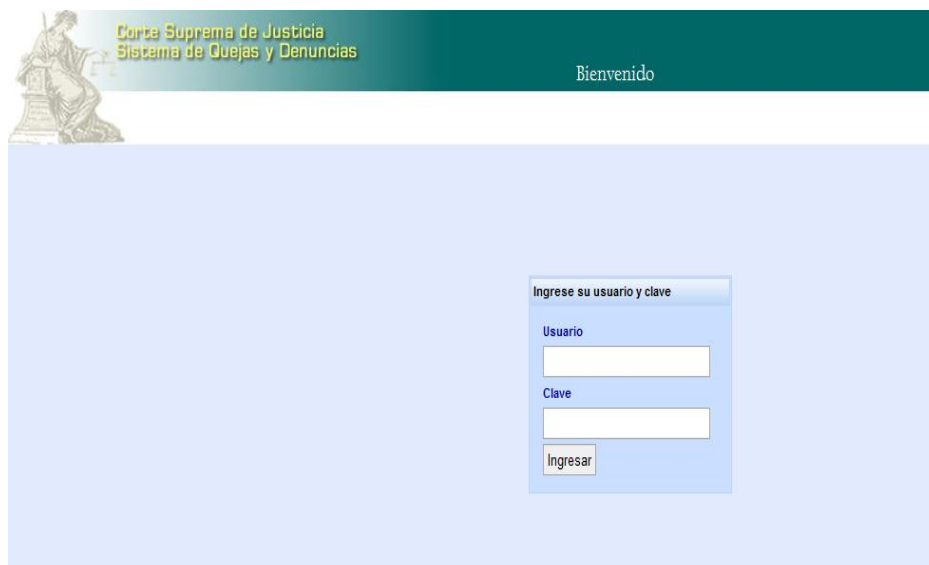 Corte Suprema de Justicia
Sistema de Quejas y Denuncias
Bienvenido
Ingrese su usuario y clave
Usuario
Clave
Ingresar